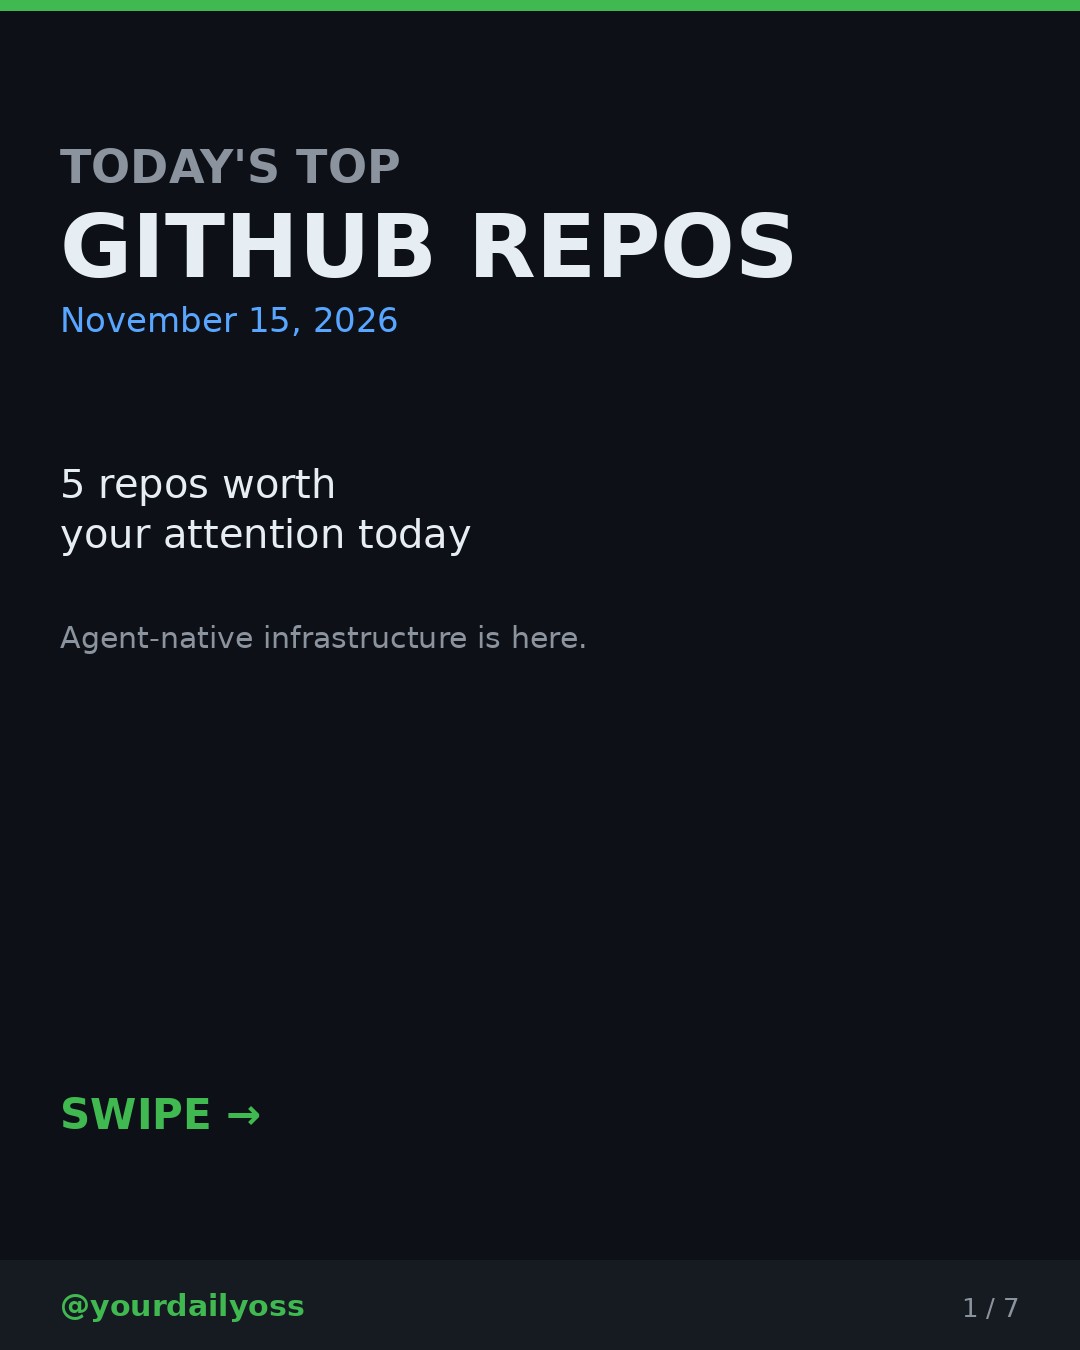 TODAY'S TOP
GITHUB REPOS
November 15, 2026
5 repos worth
your attention today
Agent-native infrastructure is here.
SWIPE →
@yourdailyoss
1 / 7